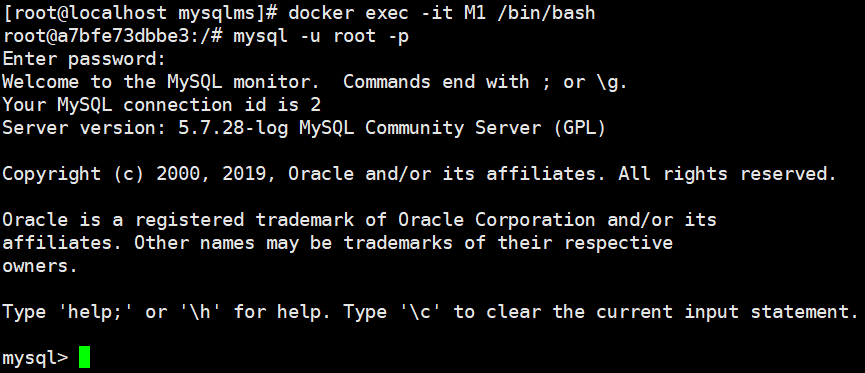 [root@localhost mysqlms]# docker exec -it M1 /bin/bash
root@a7bfe73dbbe3:/# mysql -u root -p
Enter password:
Welcome to the MySQL monitor.  Commands end with ; or \g.
Your MySQL connection id is 2
Server version: 5.7.28-log MySQL Community Server (GPL)
Copyright (c) 2000, 2019, Oracle and/or its affiliates. All rights reserved.
Oracle is a registered trademark of Oracle Corporation and/or its
affiliates. Other names may be trademarks of their respective
owners.
Type 'help;' or '\h' for help. Type '\c' to clear the current input statement.
mysql>